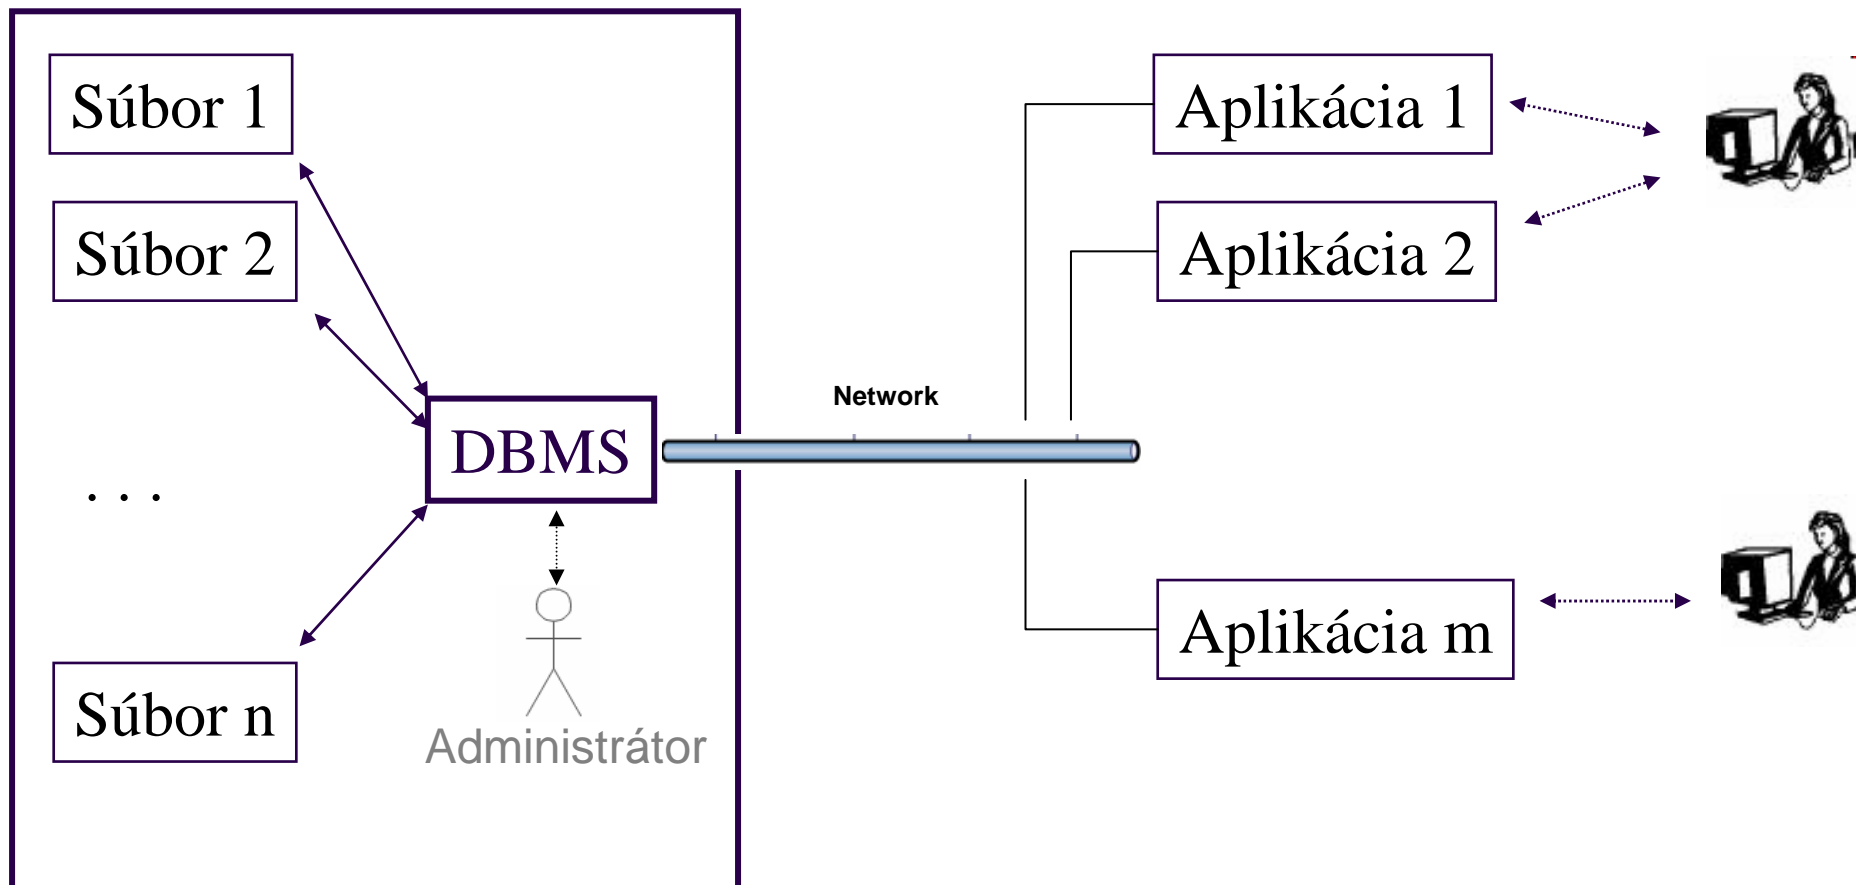 Súbor 1
Súbor 2
. . .
Súbor n
DBMS
Administrátor
Network
Aplikácia 1
Aplikácia 2
Aplikácia m